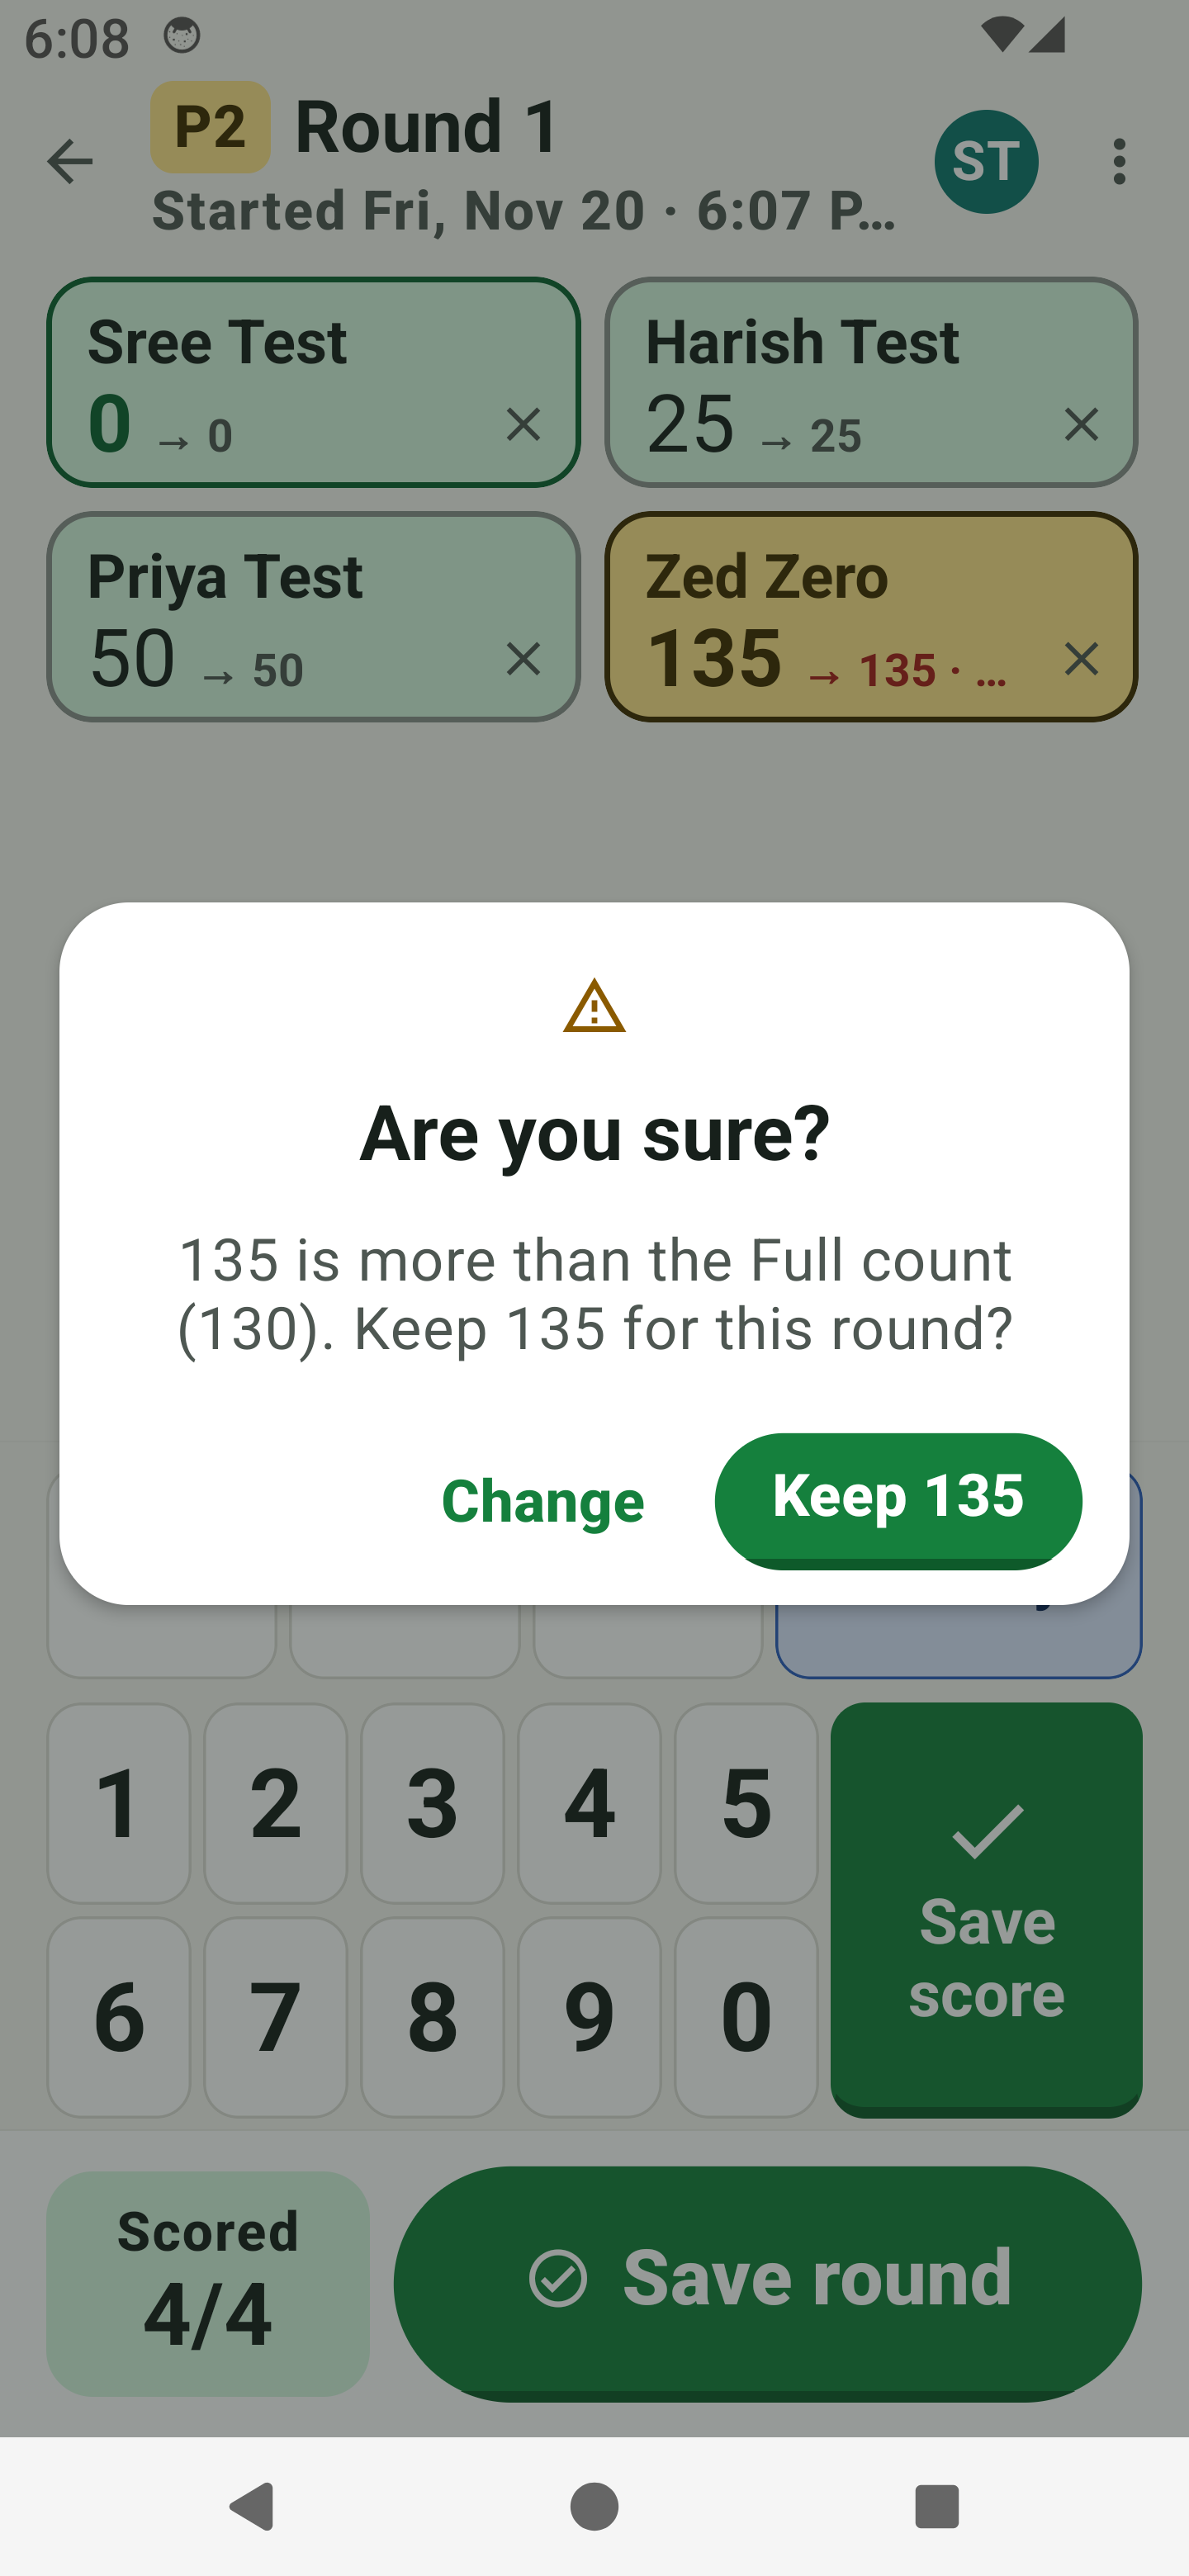 6:08
P2 Round 1
Started Fri, Nov 20 · 6:07 P…
ST
Sree Test
0 → 0
Harish Test
25 → 25
Priya Test
50 → 50
Zed Zero
135 → 135 · …
Are you sure?
135 is more than the Full count
(130). Keep 135 for this round?
Change
Keep 135
1 2 3 4 5
Save
score
6 7 8 9 0
Scored
4/4
Save round